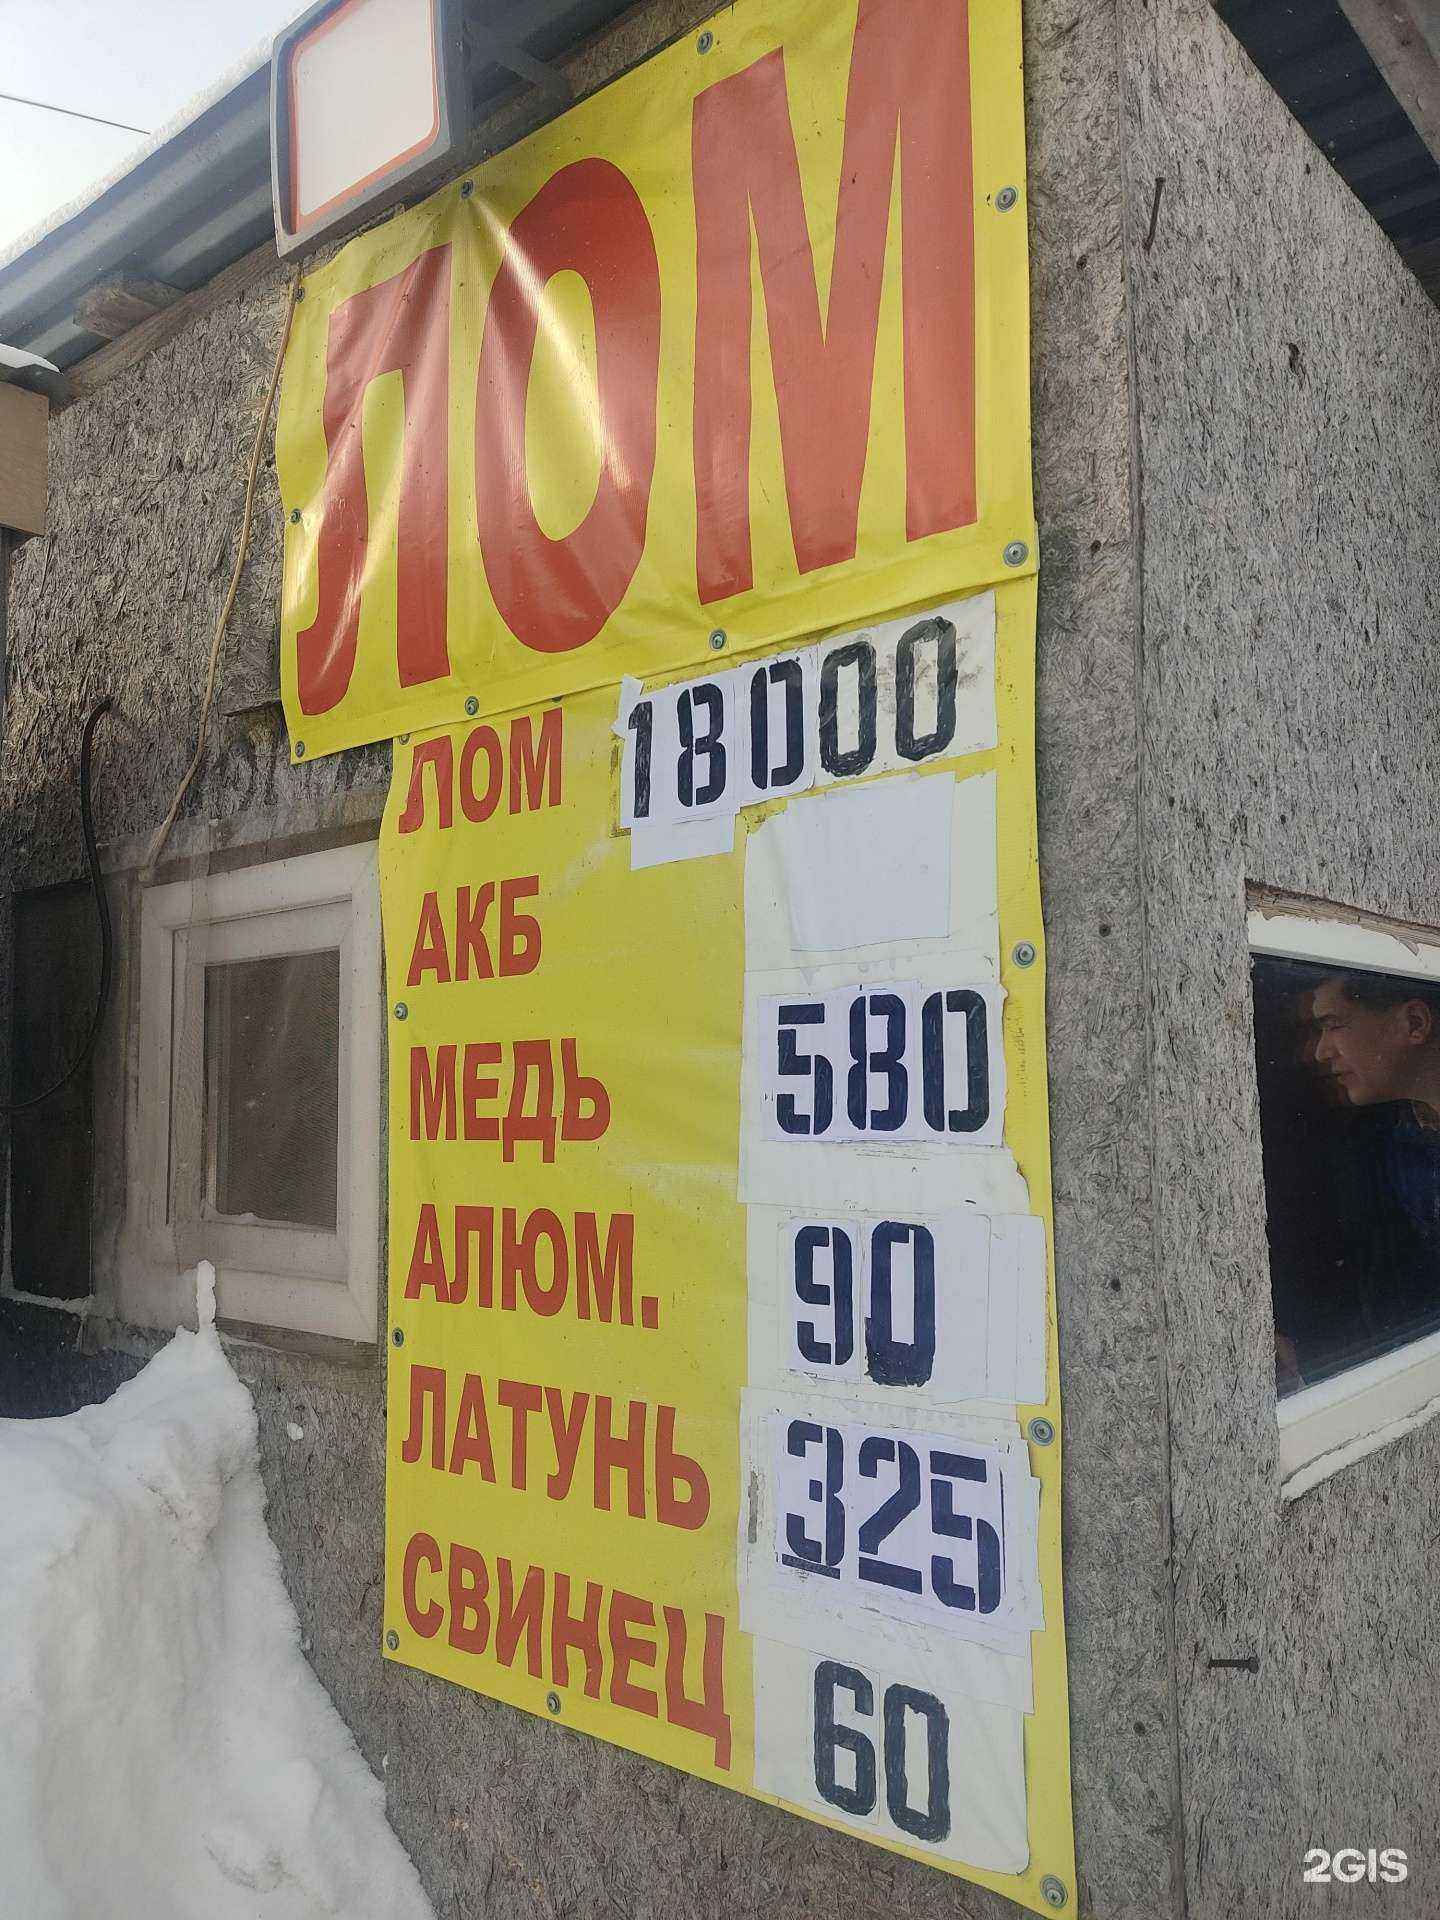 ЛОМ
ЛОМ 18000
АКБ
МЕДЬ 580
АЛЮМ. 90
ЛАТУНЬ 325
СВИНЕЦ 60
2GIS